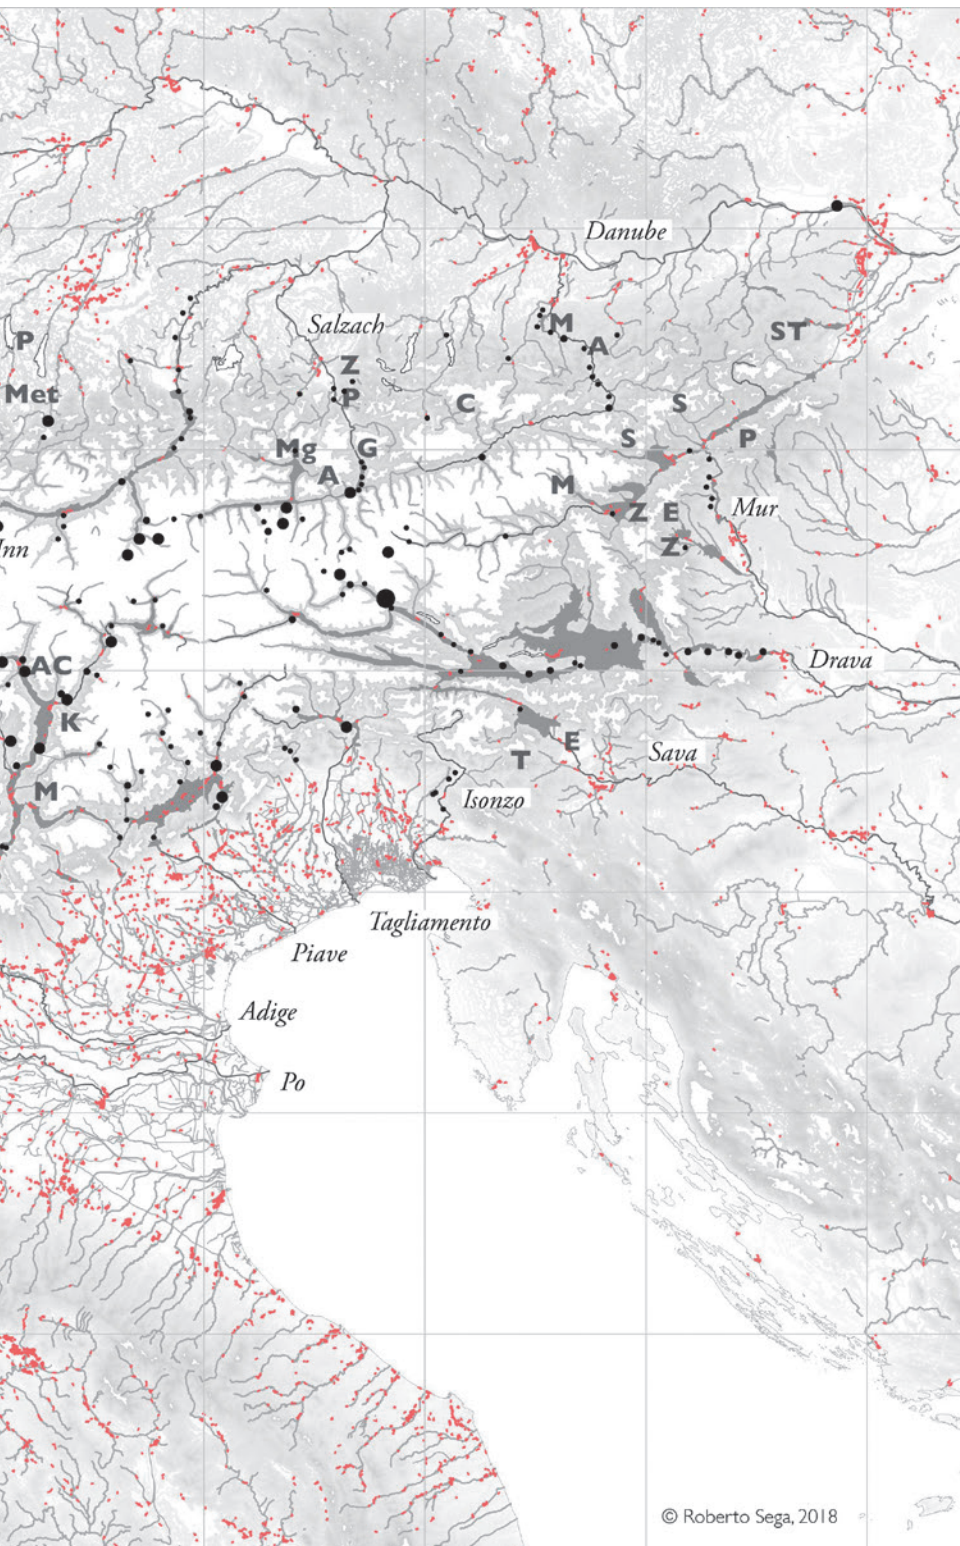 Danube
Salzach
M
A
ST
P
Z
Met
P
C
S
S
P
Mg
G
A
M
Z
E
Mur
Inn
Z
AC
Drava
K
E
T
Sava
M
Isonzo
Tagliamento
Piave
Adige
Po
© Roberto Sega, 2018